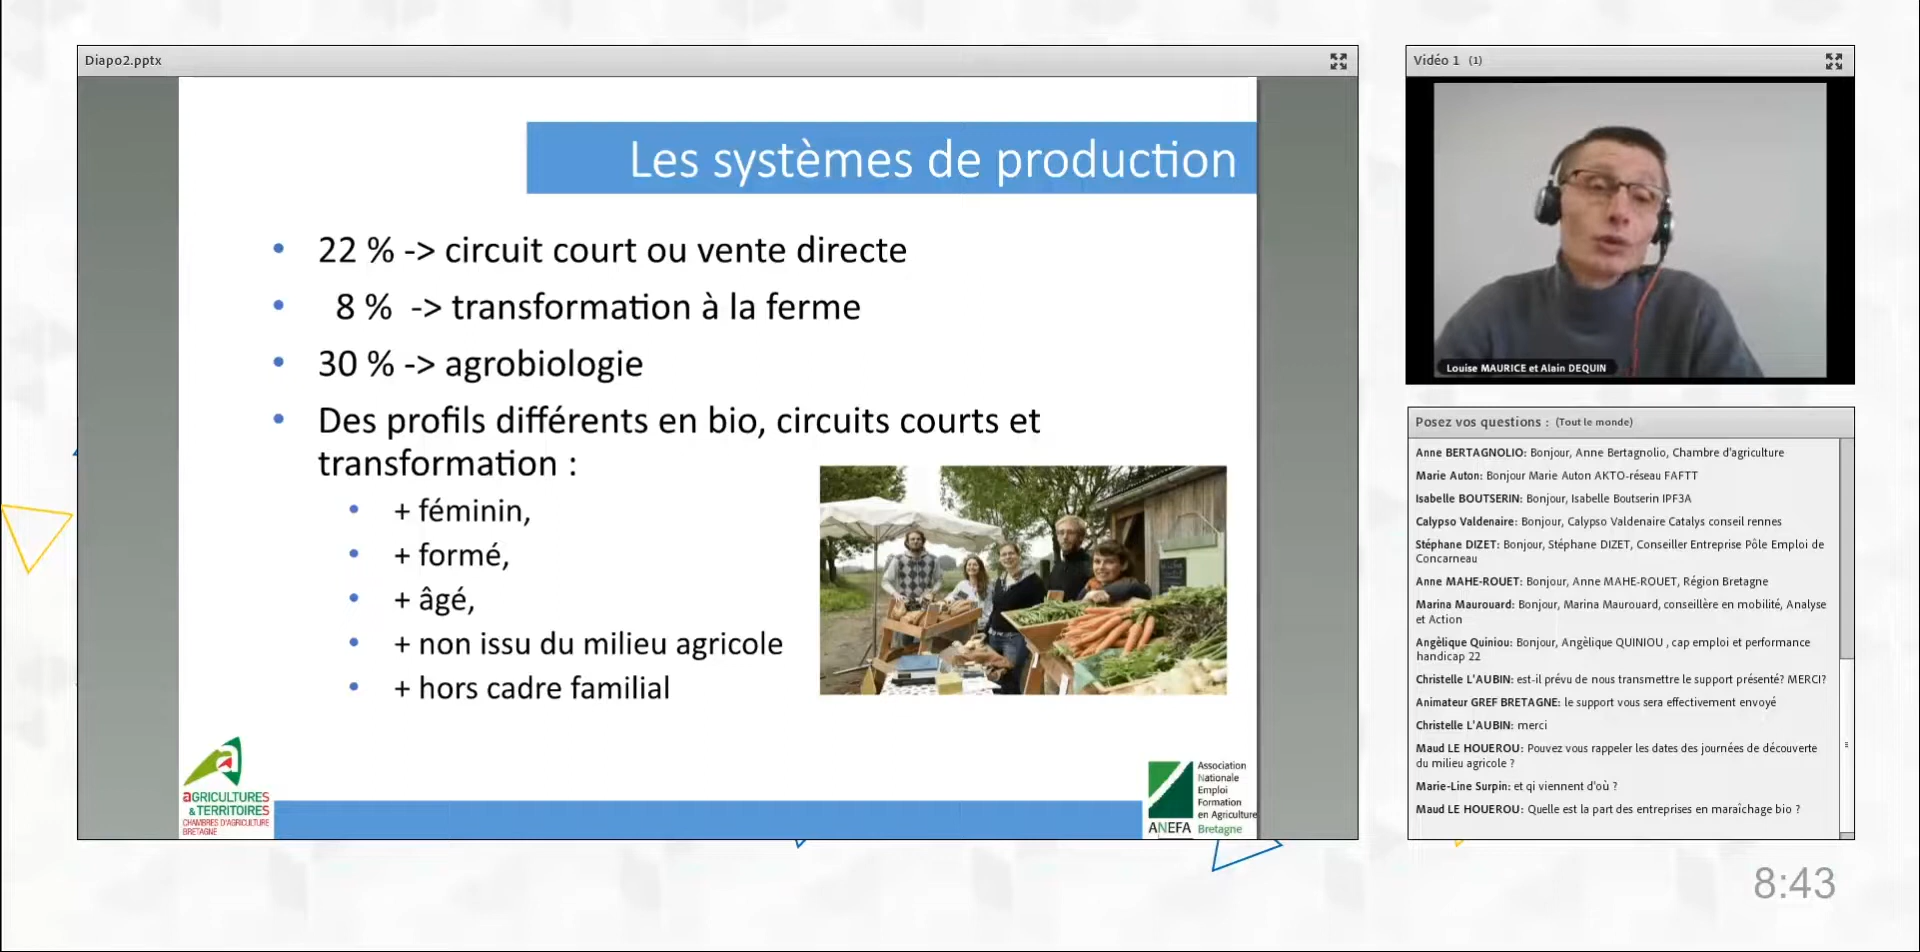 Diapo2.pptx
Les systèmes de production
• 22 % -> circuit court ou vente directe
• 8 % -> transformation à la ferme
• 30 % -> agrobiologie
• Des profils différents en bio, circuits courts et
transformation :
• + féminin,
• + formé,
• + âgé,
• + non issu du milieu agricole
• + hors cadre familial
a
aGRICULTURES
& TERRITOIRES
CHAMBRES D'AGRICULTURE
BRETAGNE
Association
Nationale
Emploi
Formation
en Agriculture
ANEFA Bretagne
Vidéo 1 (1)
Louise MAURICE et Alain DEQUIN
Posez vos questions : (Tout le monde)
Anne BERTAGNOLIO: Bonjour, Anne Bertagnolio, Chambre d'agriculture
Marie Auton: Bonjour Marie Auton AKTO-réseau FAFTT
Isabelle BOUTSERIN: Bonjour, Isabelle Boutserin IPF3A
Calypso Valdenaire: Bonjour, Calypso Valdenaire Catalys conseil rennes
Stéphane DIZET: Bonjour, Stéphane DIZET, Conseiller Entreprise Pôle Emploi de
Concarneau
Anne MAHE-ROUET: Bonjour, Anne MAHE-ROUET, Région Bretagne
Marina Maurouard: Bonjour, Marina Maurouard, conseillère en mobilité, Analyse
et Action
Angèlique Quiniou: Bonjour, Angèlique QUINIOU , cap emploi et performance
handicap 22
Christelle L'AUBIN: est-il prévu de nous transmettre le support présenté? MERCI?
Animateur GREF BRETAGNE: le support vous sera effectivement envoyé
Christelle L'AUBIN: merci
Maud LE HOUEROU: Pouvez vous rappeler les dates des journées de découverte
du milieu agricole ?
Marie-Line Surpin: et qi viennent d'où ?
Maud LE HOUEROU: Quelle est la part des entreprises en maraîchage bio ?
8:43